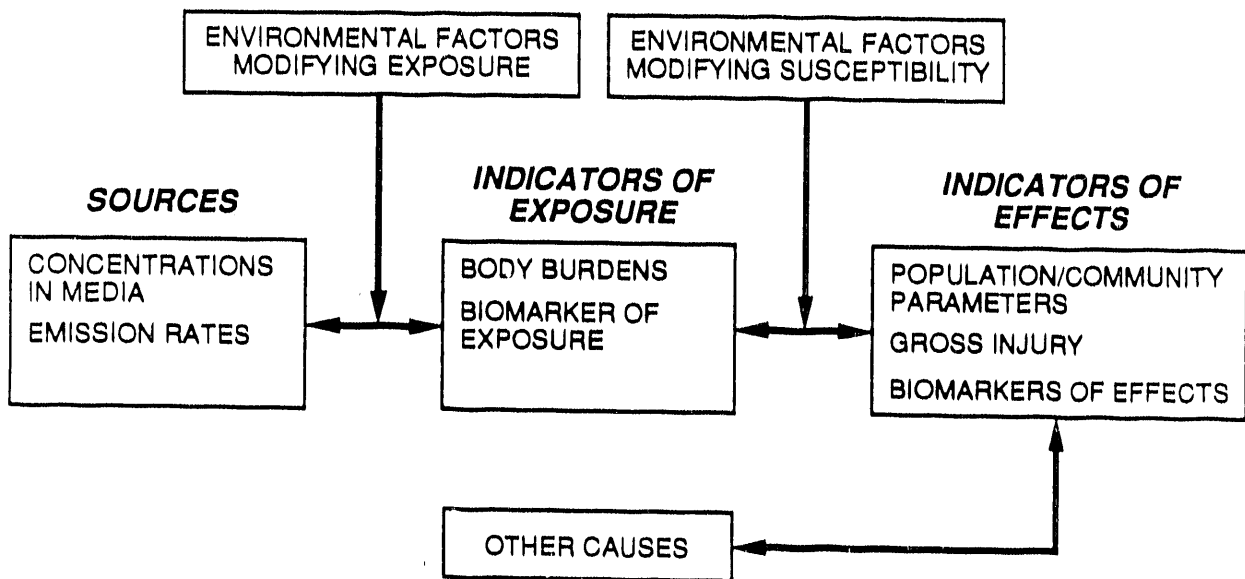 ENVIRONMENTAL FACTORS
MODIFYING EXPOSURE
ENVIRONMENTAL FACTORS
MODIFYING SUSCEPTIBILITY
SOURCES
CONCENTRATIONS
IN MEDIA
EMISSION RATES
INDICATORS OF
EXPOSURE
BODY BURDENS
BIOMARKER OF
EXPOSURE
INDICATORS OF
EFFECTS
POPULATION/COMMUNITY
PARAMETERS
GROSS INJURY
BIOMARKERS OF EFFECTS
OTHER CAUSES